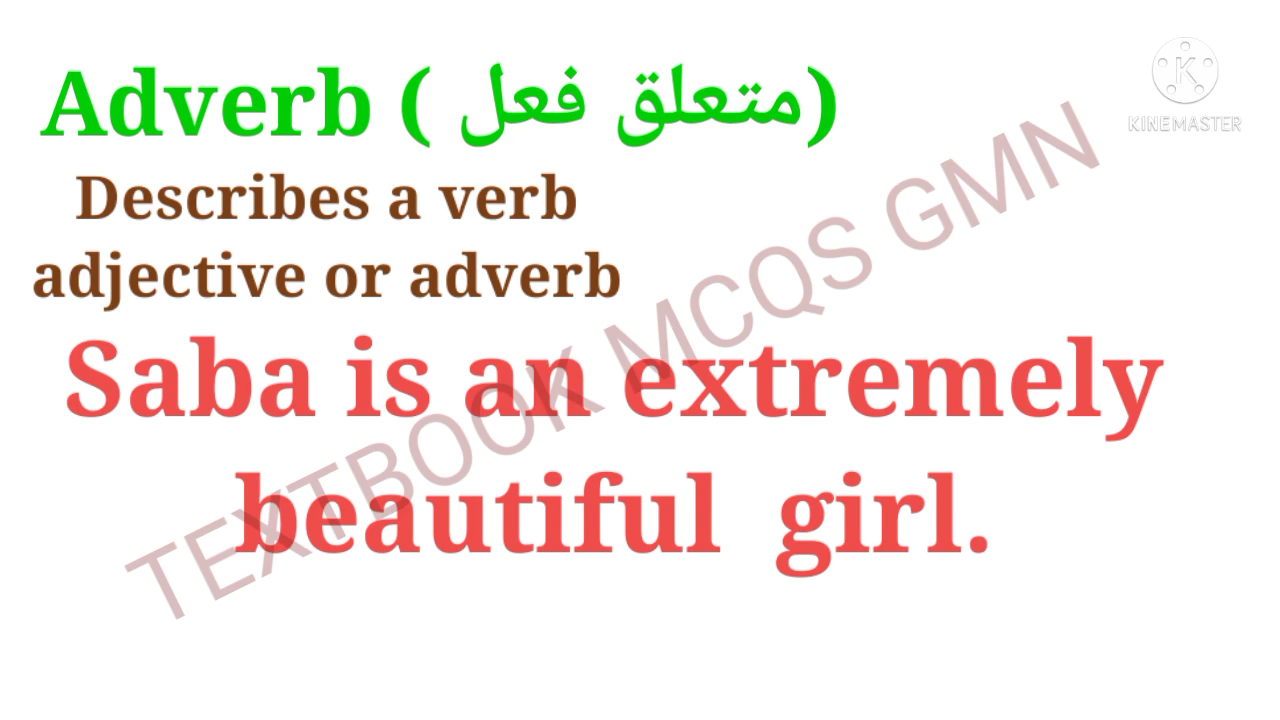 Adverb ( متعلق فعل)
Describes a verb
adjective or adverb
Saba is an extremely
beautiful girl.
TEXTBOOK MCQS GMN
K
KINEMASTER